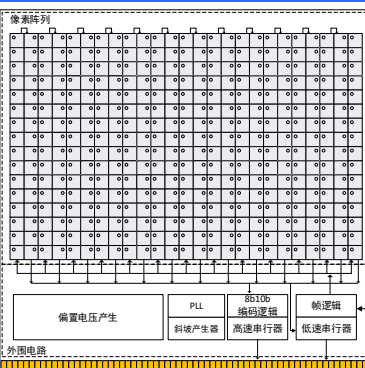 像素阵列
偏置电压产生
PLL
斜坡产生器
8b10b
编码逻辑
高速串行器
帧逻辑
低速串行器
外围电路